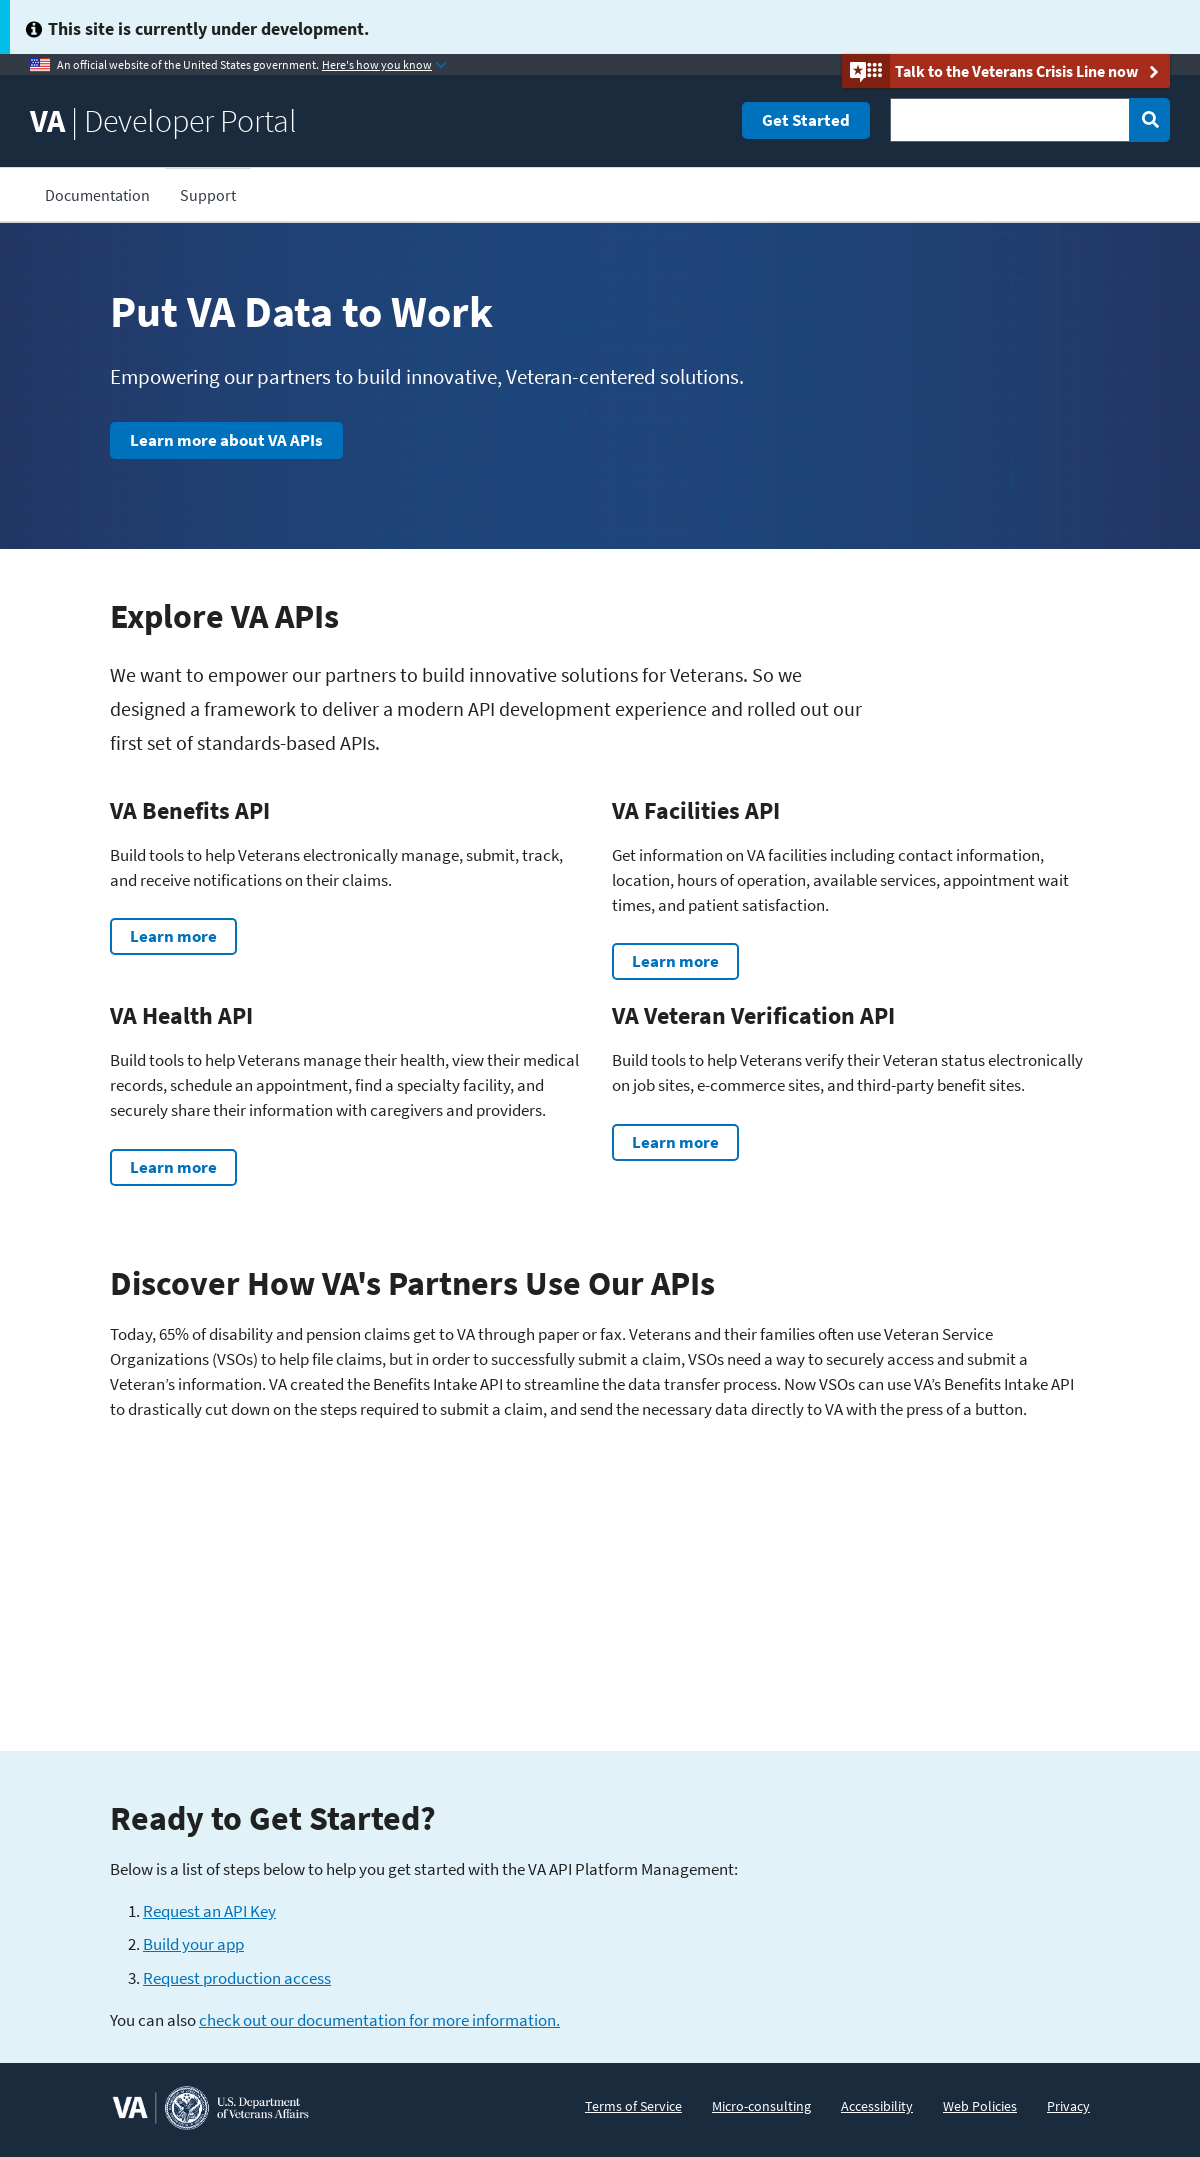 This site is currently under development.
An official website of the United States government. Here's how you know
Talk to the Veterans Crisis Line now
VA | Developer Portal
Get Started
Documentation
Support
Put VA Data to Work
Empowering our partners to build innovative, Veteran-centered solutions.
Learn more about VA APIs
Explore VA APIs
We want to empower our partners to build innovative solutions for Veterans. So we
designed a framework to deliver a modern API development experience and rolled out our
first set of standards-based APIs.
VA Benefits API
Build tools to help Veterans electronically manage, submit, track,
and receive notifications on their claims.
Learn more
VA Facilities API
Get information on VA facilities including contact information,
location, hours of operation, available services, appointment wait
times, and patient satisfaction.
Learn more
VA Health API
Build tools to help Veterans manage their health, view their medical
records, schedule an appointment, find a specialty facility, and
securely share their information with caregivers and providers.
Learn more
VA Veteran Verification API
Build tools to help Veterans verify their Veteran status electronically
on job sites, e-commerce sites, and third-party benefit sites.
Learn more
Discover How VA's Partners Use Our APIs
Today, 65% of disability and pension claims get to VA through paper or fax. Veterans and their families often use Veteran Service
Organizations (VSOs) to help file claims, but in order to successfully submit a claim, VSOs need a way to securely access and submit a
Veteran’s information. VA created the Benefits Intake API to streamline the data transfer process. Now VSOs can use VA’s Benefits Intake API
to drastically cut down on the steps required to submit a claim, and send the necessary data directly to VA with the press of a button.
Ready to Get Started?
Below is a list of steps below to help you get started with the VA API Platform Management:
1. Request an API Key
2. Build your app
3. Request production access
You can also check out our documentation for more information.
VA
U.S. Department
of Veterans Affairs
Terms of Service
Micro-consulting
Accessibility
Web Policies
Privacy